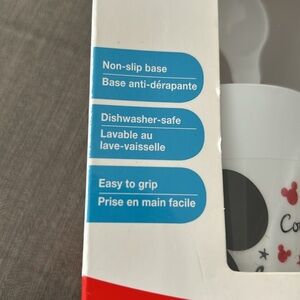 Non-slip base
Base anti-dérapante
Dishwasher-safe
Lavable au
lave-vaisselle
Easy to grip
Prise en main facile